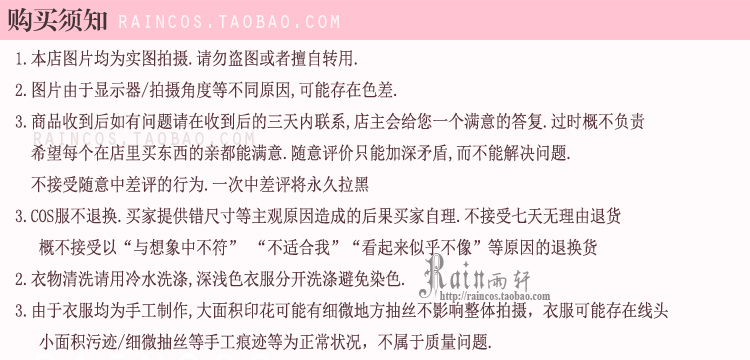 购买须知 RAINCOS.TAOBAO.COM
1.本店图片均为实图拍摄.请勿盗图或者擅自转用.
2.图片由于显示器/拍摄角度等不同原因,可能存在色差.
3.商品收到后如有问题请在收到后的三天内联系,店主会给您一个满意的答复.过时概不负责
RAINCOS.TAOBAO.COM
希望每个在店里买东西的亲都能满意.随意评价只能加深矛盾,而不能解决问题.
不接受随意中差评的行为.一次中差评将永久拉黑
3.COS服不退换.买家提供错尺寸等主观原因造成的后果买家自理.不接受七天无理由退货
概不接受以“与想象中不符” “不适合我”“看起来似乎不像”等原因的退换货
2.衣物清洗请用冷水洗涤,深浅色衣服分开洗涤避免染色.
Rain雨轩
http://raincos.taobao.com
3.由于衣服均为手工制作,大面积印花可能有细微地方抽丝不影响整体拍摄，衣服可能存在线头
小面积污迹/细微抽丝等手工痕迹等为正常状况，不属于质量问题.